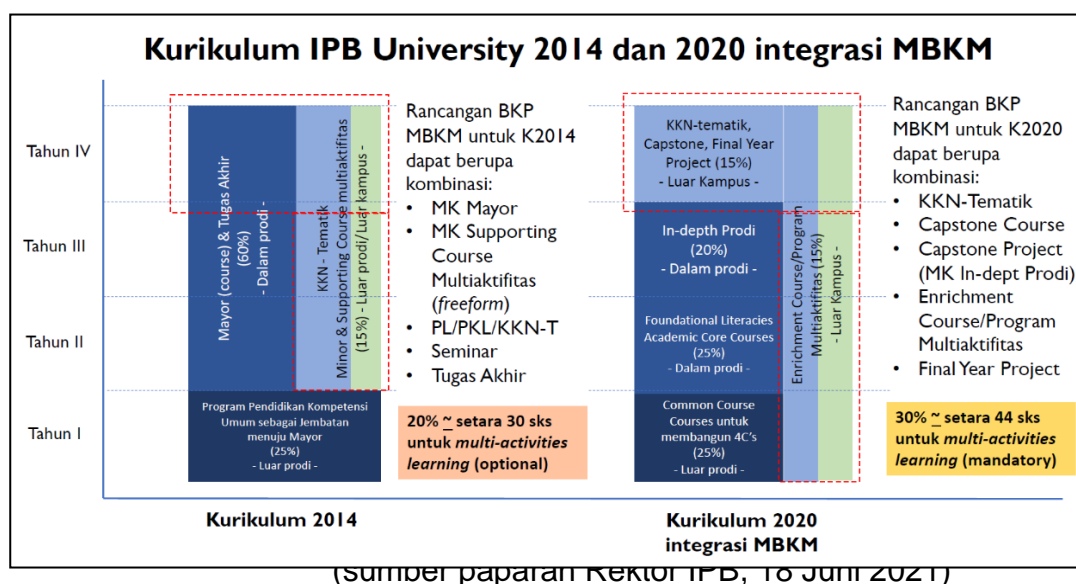 Kurikulum IPB University 2014 dan 2020 integrasi MBKM
Tahun IV
Tahun III
Tahun II
Tahun I
Mayor (course) & Tugas Akhir
(60%)
- Dalam prodi -
KKN - Tematik
Minor & Supporting Course multiaktifitas
(15%) - Luar prodi/ Luar kampus -
Program Pendidikan Kompetensi
Umum sebagai Jembatan
menuju Mayor
(25%)
- Luar prodi -
Kurikulum 2014
Rancangan BKP
MBKM untuk K2014
dapat berupa
kombinasi:
• MK Mayor
• MK Supporting
Course
Multiaktifitas
(freeform)
• PL/PKL/KKN-T
• Seminar
• Tugas Akhir
20% ~ setara 30 sks
untuk multi-activities
learning (optional)
KKN-tematik,
Capstone, Final Year
Project (15%)
- Luar Kampus -
In-depth Prodi
(20%)
- Dalam prodi -
Foundational Literacies
Academic Core Courses
(25%)
- Dalam prodi -
Common Course
Courses untuk
membangun 4C's
(25%)
- Luar prodi -
Enrichment Course/Program
Multiaktifitas (15%)
- Luar Kampus -
Kurikulum 2020
integrasi MBKM
Rancangan BKP
MBKM untuk K2020
dapat berupa
kombinasi:
• KKN-Tematik
• Capstone Course
• Capstone Project
(MK In-dept Prodi)
• Enrichment
Course/Program
Multiaktifitas
• Final Year Project
30% ~ setara 44 sks
untuk multi-activities
learning (mandatory)
(sumber paparan Rektor IPB, 18 Juni 2021)